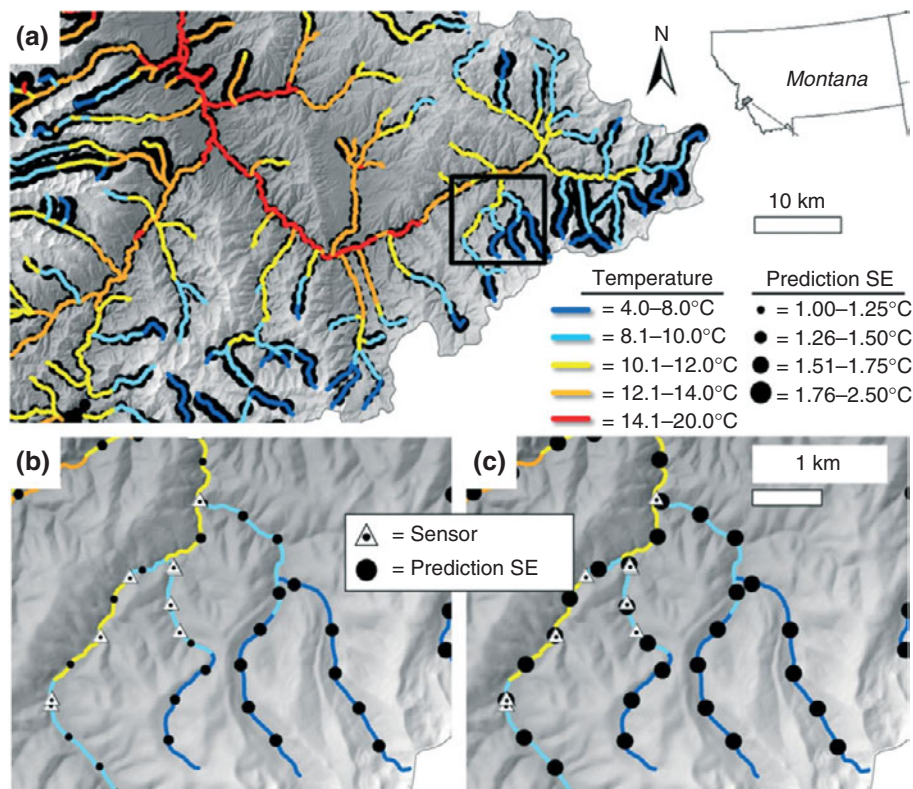 (a)
N
Montana
10 km
Temperature
= 4.0–8.0°C
= 8.1–10.0°C
= 10.1–12.0°C
= 12.1–14.0°C
= 14.1–20.0°C
Prediction SE
= 1.00–1.25°C
= 1.26–1.50°C
= 1.51–1.75°C
= 1.76–2.50°C
(b)
(c)
1 km
= Sensor
= Prediction SE